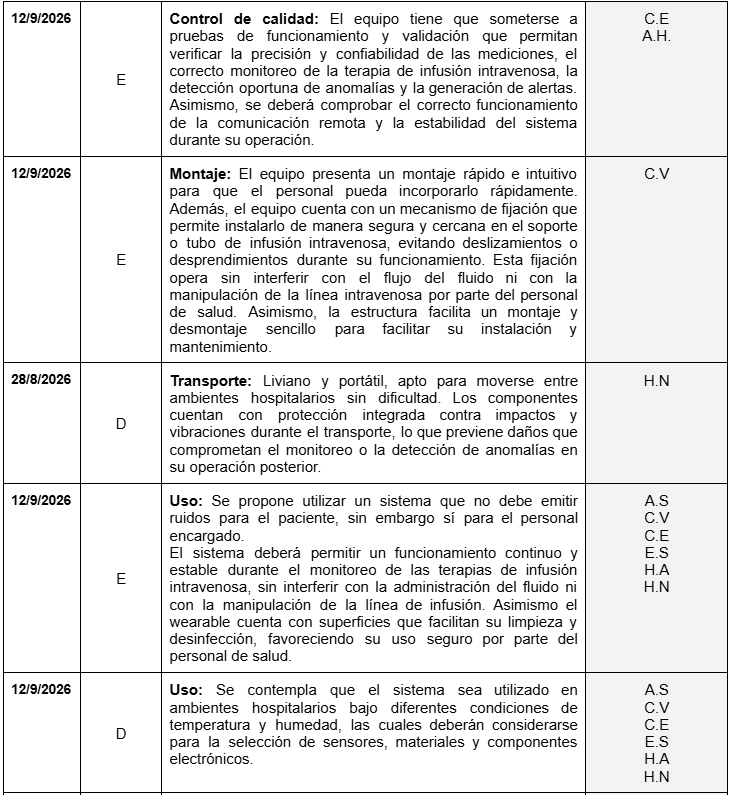 12/9/2026
E
Control de calidad: El equipo tiene que someterse a
pruebas de funcionamiento y validación que permitan
verificar la precisión y confiabilidad de las mediciones, el
correcto monitoreo de la terapia de infusión intravenosa, la
detección oportuna de anomalías y la generación de alertas.
Asimismo, se deberá comprobar el correcto funcionamiento
de la comunicación remota y la estabilidad del sistema
durante su operación.
C.E
A.H.
12/9/2026
E
Montaje: El equipo presenta un montaje rápido e intuitivo
para que el personal pueda incorporarlo rápidamente.
Además, el equipo cuenta con un mecanismo de fijación que
permite instalarlo de manera segura y cercana en el soporte
o tubo de infusión intravenosa, evitando deslizamientos o
desprendimientos durante su funcionamiento. Esta fijación
opera sin interferir con el flujo del fluido ni con la
manipulación de la línea intravenosa por parte del personal
de salud. Asimismo, la estructura facilita un montaje y
desmontaje sencillo para facilitar su instalación y
mantenimiento.
C.V
28/8/2026
D
Transporte: Liviano y portátil, apto para moverse entre
ambientes hospitalarios sin dificultad. Los componentes
cuentan con protección integrada contra impactos y
vibraciones durante el transporte, lo que previene daños que
comprometan el monitoreo o la detección de anomalías en
su operación posterior.
H.N
12/9/2026
E
Uso: Se propone utilizar un sistema que no debe emitir
ruidos para el paciente, sin embargo sí para el personal
encargado.
El sistema deberá permitir un funcionamiento continuo y
estable durante el monitoreo de las terapias de infusión
intravenosa, sin interferir con la administración del fluido ni
con la manipulación de la línea de infusión. Asimismo el
wearable cuenta con superficies que facilitan su limpieza y
desinfección, favoreciendo su uso seguro por parte del
personal de salud.
A.S
C.V
C.E
E.S
H.A
H.N
12/9/2026
D
Uso: Se contempla que el sistema sea utilizado en
ambientes hospitalarios bajo diferentes condiciones de
temperatura y humedad, las cuales deberán considerarse
para la selección de sensores, materiales y componentes
electrónicos.
A.S
C.V
C.E
E.S
H.A
H.N